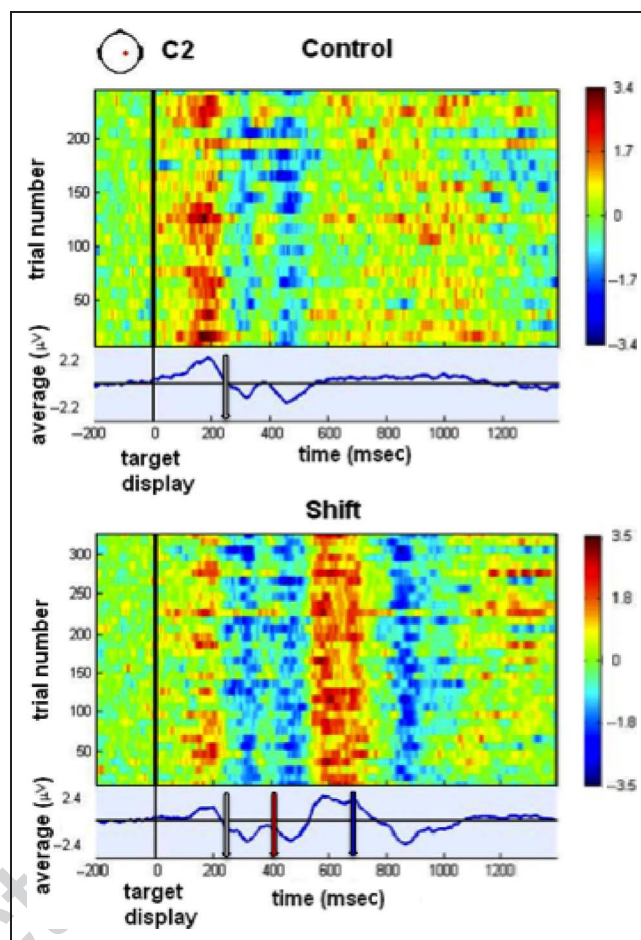 C2 Control
3.4
1.7
0
−1.7
−3.4
trial number
200
150
100
50
average (μV)
2.2
−2.2
−200 0 200 400 600 800 1000 1200
target
display
time (msec)
Shift
3.5
1.8
0
−1.8
−3.5
trial number
300
250
200
150
100
50
average (μV)
2.4
−2.4
−200 0 200 400 600 800 1000 1200
target
display
time (msec)